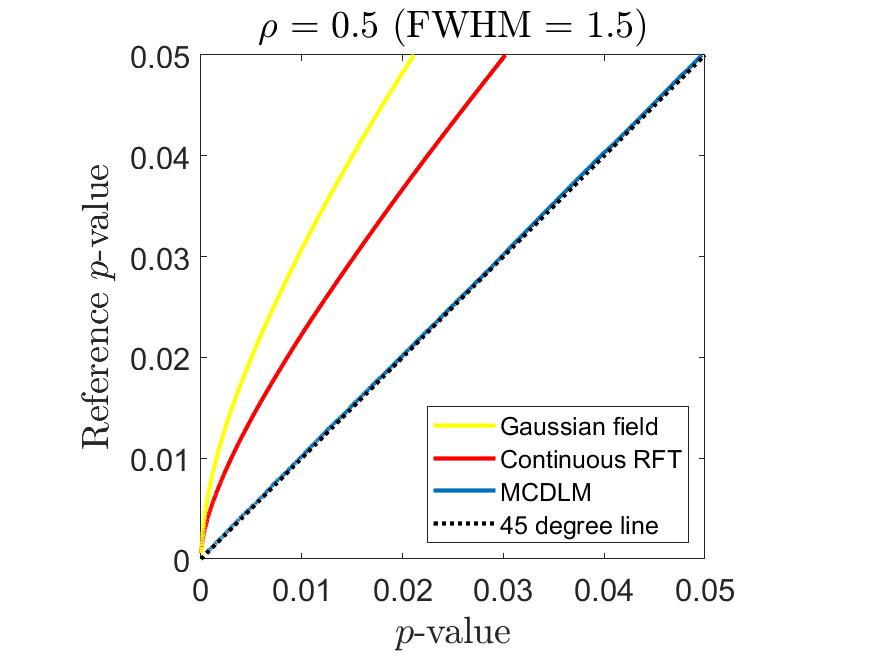 ρ = 0.5 (FWHM = 1.5)
0.05
0.04
0.03
0.02
0.01
0
Reference p-value
Gaussian field
Continuous RFT
MCDLM
45 degree line
0 0.01 0.02 0.03 0.04 0.05
p-value